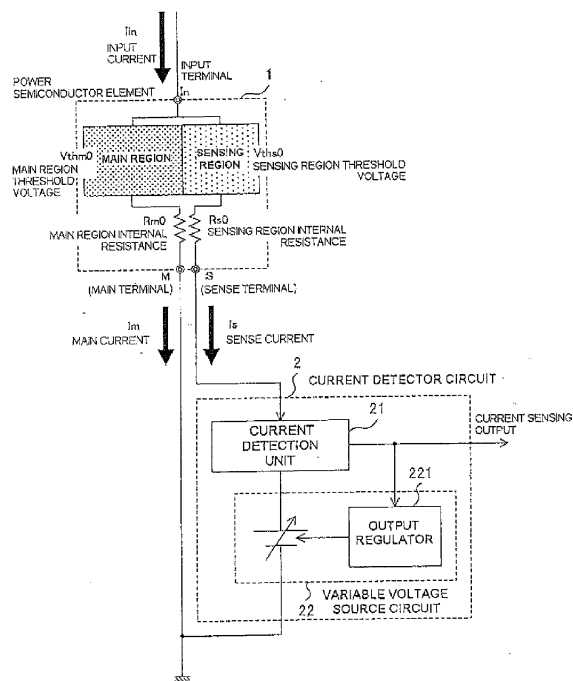 Iin
INPUT
CURRENT
INPUT
TERMINAL
POWER
SEMICONDUCTOR ELEMENT
In
1
Vthm0
MAIN REGION
THRESHOLD
VOLTAGE
MAIN REGION
SENSING
REGION
Vths0
SENSING REGION THRESHOLD
VOLTAGE
Rm0
MAIN REGION INTERNAL
RESISTANCE
Rs0
SENSING REGION INTERNAL
RESISTANCE
M
(MAIN TERMINAL)
S
(SENSE TERMINAL)
Im
MAIN CURRENT
Is
SENSE CURRENT
2
CURRENT DETECTOR CIRCUIT
21
CURRENT
DETECTION
UNIT
CURRENT SENSING
OUTPUT
221
OUTPUT
REGULATOR
22
VARIABLE VOLTAGE
SOURCE CIRCUIT